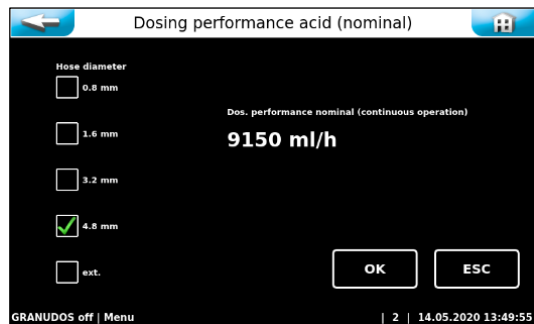 Dosing performance acid (nominal)
Hose diameter
0.8 mm
Dos. performance nominal (continuous operation)
1.6 mm
9150 ml/h
3.2 mm
4.8 mm
ext.
OK
ESC
GRANUDOS off | Menu
| 2 | 14.05.2020 13:49:55